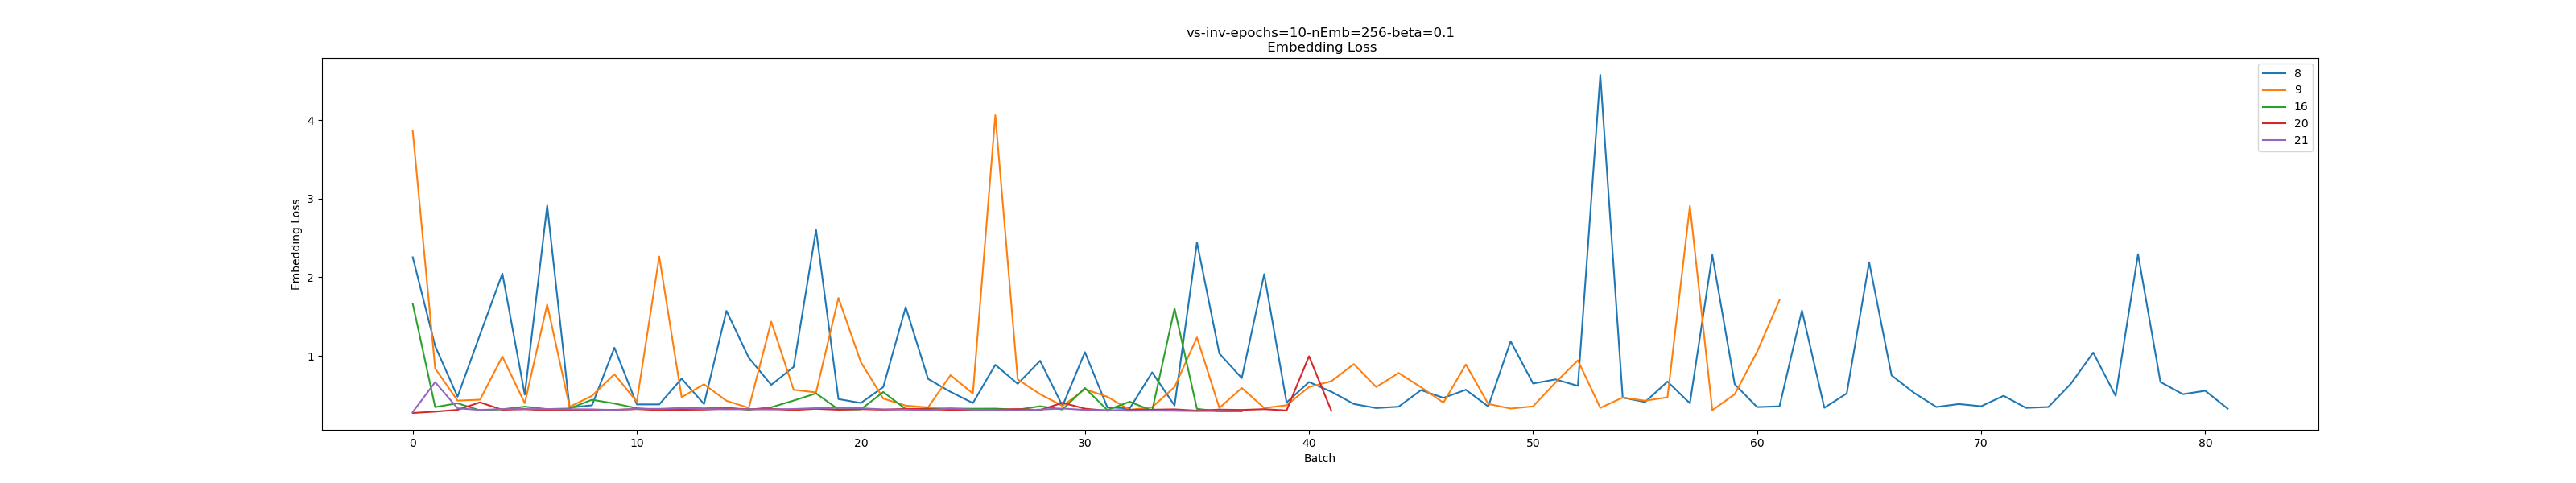 vs-inv-epochs=10-nEmb=256-beta=0.1
Embedding Loss
8
9
16
20
21
4
3
2
1
Embedding Loss
0 10 20 30 40 50 60 70 80
Batch